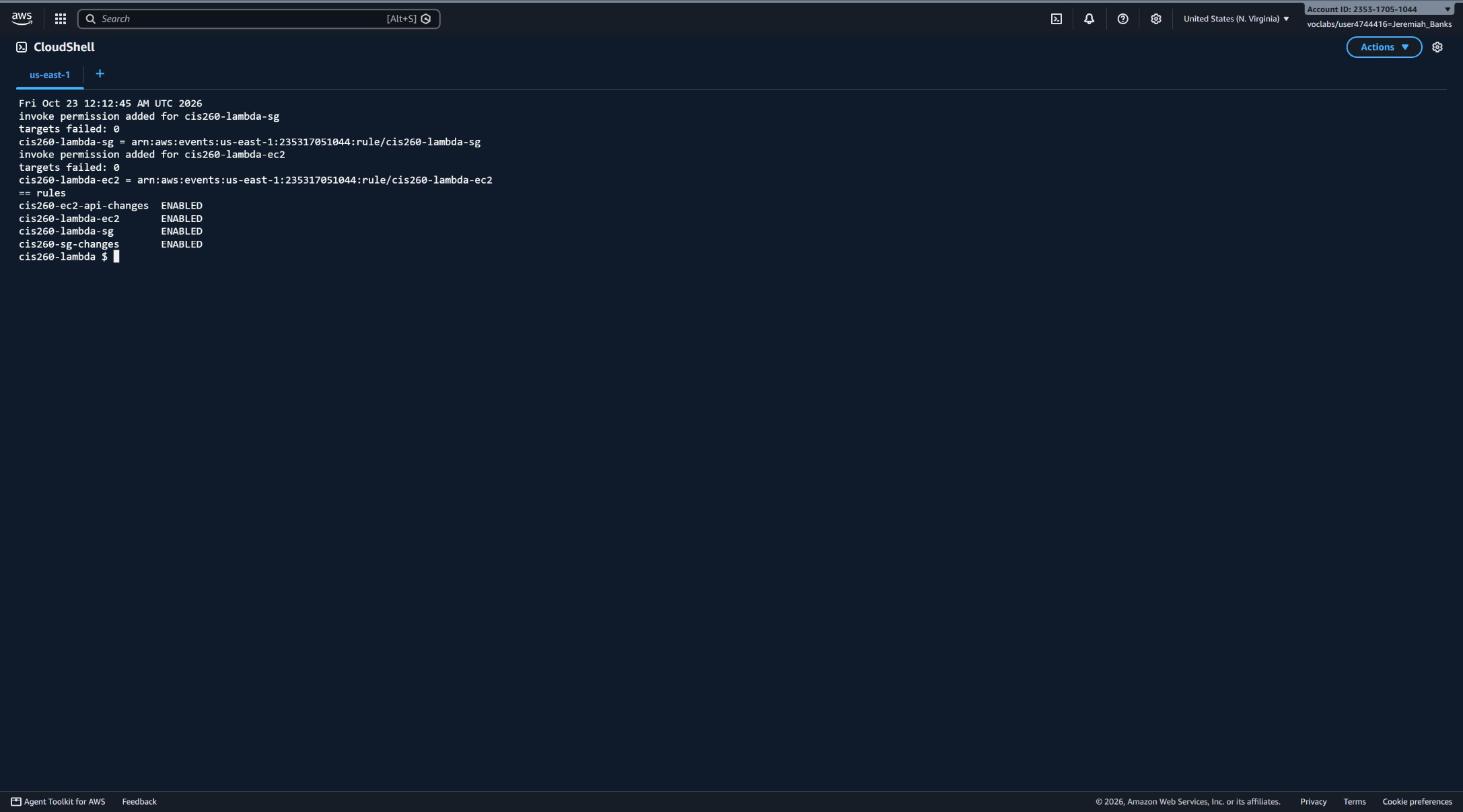 aws
Search
[Alt+S]
United States (N. Virginia)
Account ID: 2353-1705-1044
voclabs/user4744416=Jeremiah_Banks
CloudShell
Actions
us-east-1
+
Fri Oct 23 12:12:45 AM UTC 2026
invoke permission added for cis260-lambda-sg
targets failed: 0
cis260-lambda-sg = arn:aws:events:us-east-1:235317051044:rule/cis260-lambda-sg
invoke permission added for cis260-lambda-ec2
targets failed: 0
cis260-lambda-ec2 = arn:aws:events:us-east-1:235317051044:rule/cis260-lambda-ec2
== rules
cis260-ec2-api-changes  ENABLED
cis260-lambda-ec2       ENABLED
cis260-lambda-sg        ENABLED
cis260-sg-changes       ENABLED
cis260-lambda $
Agent Toolkit for AWS
Feedback
© 2026, Amazon Web Services, Inc. or its affiliates.
Privacy
Terms
Cookie preferences